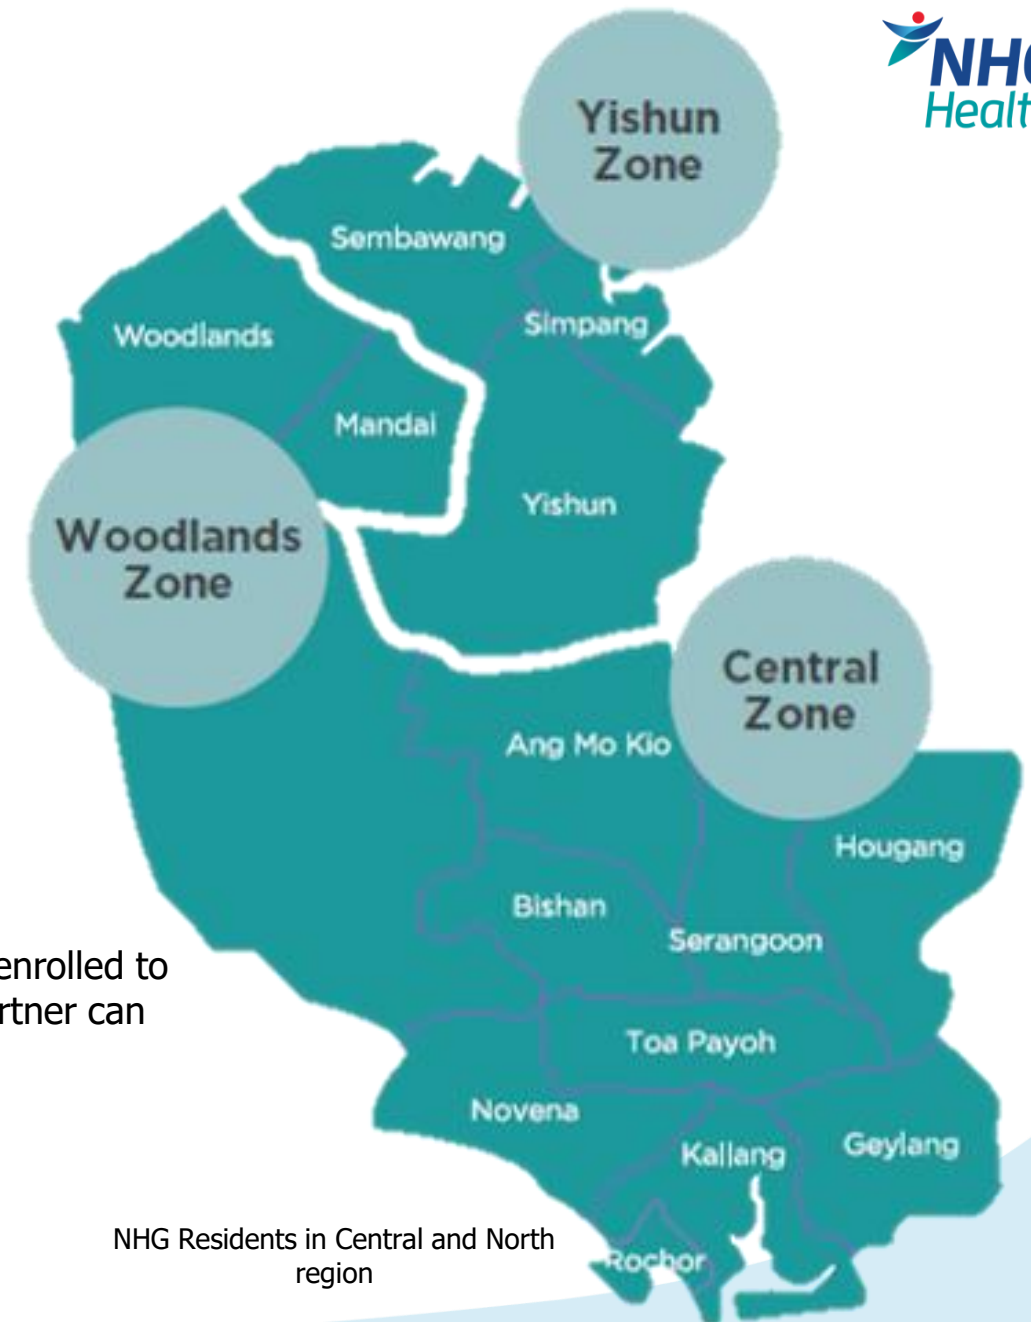 NHG
Healt
Yishun
Zone
Sembawang
Simpang
Woodlands
Mandai
Yishun
Woodlands
Zone
Central
Zone
Ang Mo Kio
Hougang
Bishan
Serangoon
enrolled to
rtner can
Toa Payoh
Novena
Kallang
Geylang
NHG Residents in Central and North
region
Rochor